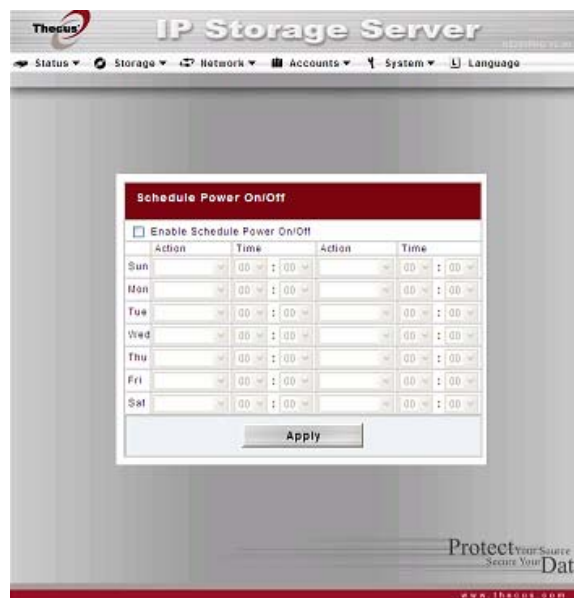 Thecus
IP Storage Server
Status Storage Network Accounts System Language
Schedule Power On/Off
Enable Schedule Power On/Off
Action Time Action Time
Sun 00 : 00 00 : 00
Mon 00 : 00 00 : 00
Tue 00 : 00 00 : 00
Wed 00 : 00 00 : 00
Thu 00 : 00 00 : 00
Fri 00 : 00 00 : 00
Sat 00 : 00 00 : 00
Apply
Protect Your Source
Secure Your Dat
www.thecus.com